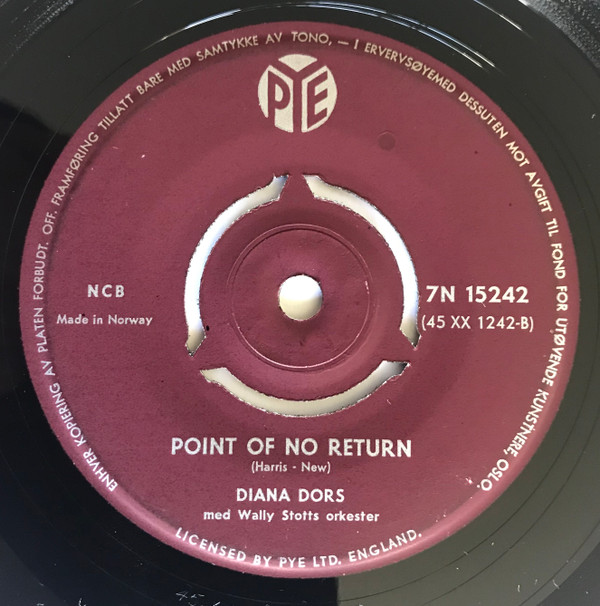 PYE
ENHVER KOPIERING AV PLATEN FORBUDT. OFF. FRAMFØRING TILLATT BARE MED SAMTYKKE AV TONO, — I ERVERVSØYEMED DESSUTEN MOT AVGIFT TIL FOND FOR UTØVENDE KUNSTNERE, OSLO.
NCB
Made in Norway
7N 15242
(45 XX 1242-B)
POINT OF NO RETURN
(Harris - New)
DIANA DORS
med Wally Stotts orkester
LICENSED BY PYE LTD. ENGLAND.